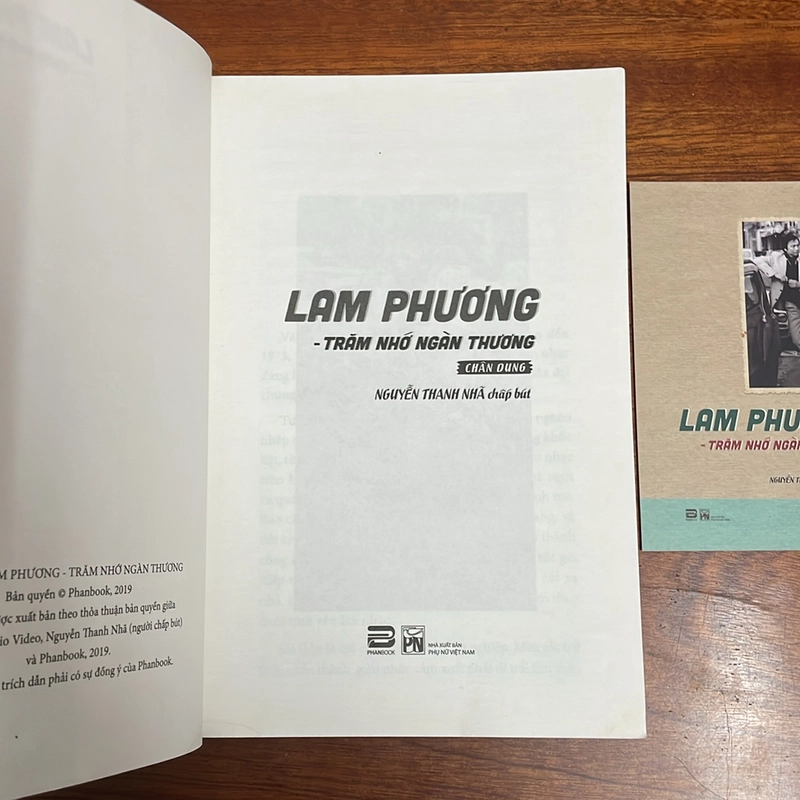 M PHƯƠNG - TRĂM NHỚ NGÀN THƯƠNG
Bản quyền © Phanbook, 2019
ợc xuất bản theo thỏa thuận bản quyền giữa
io Video, Nguyễn Thanh Nhã (người chấp bút)
và Phanbook, 2019.
trích dẫn phải có sự đồng ý của Phanbook.
LAM PHƯƠNG
- TRĂM NHỚ NGÀN THƯƠNG
CHÂN DUNG
NGUYỄN THANH NHÃ chấp bút
PHANBOOK
PN
NHÀ XUẤT BẢN
PHỤ NỮ VIỆT NAM
LAM PHƯ
- TRĂM NHỚ NGÀN
NGUYỄN T